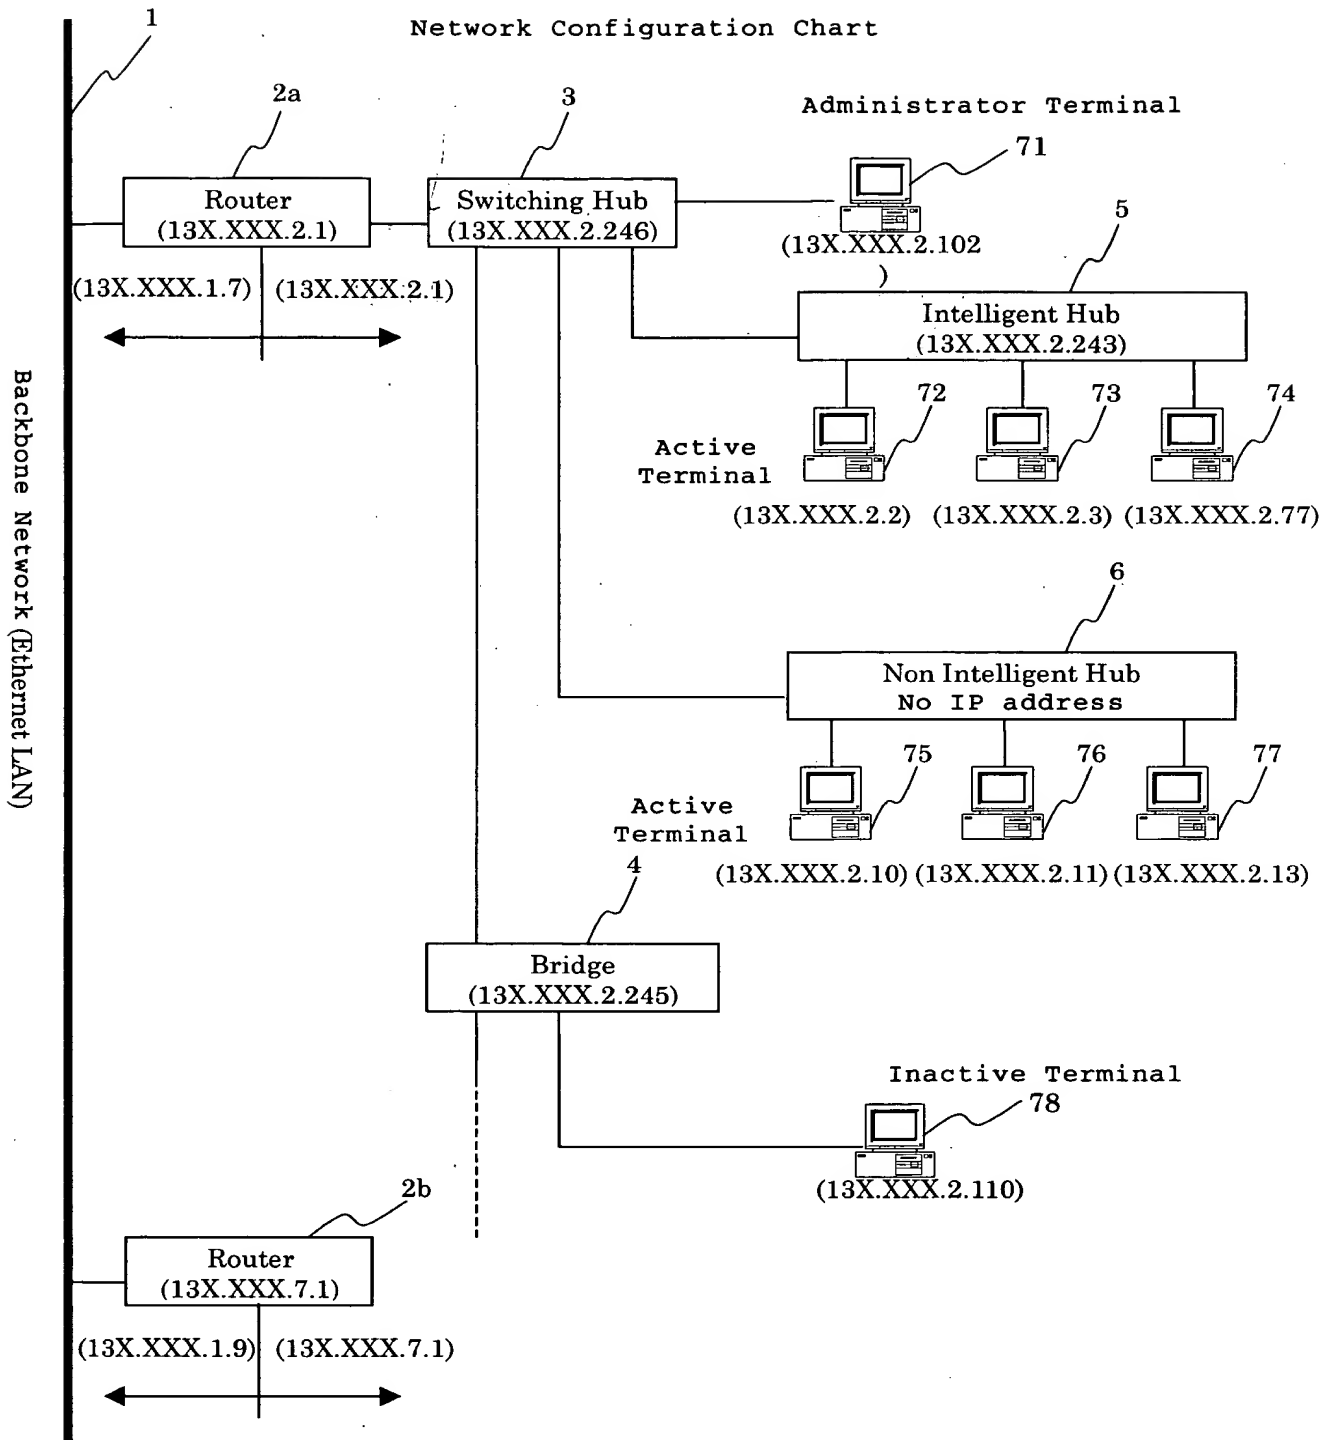 Network Configuration Chart
1
2a
3
Administrator Terminal
71
Router
(13X.XXX.2.1)
Switching Hub
(13X.XXX.2.246)
(13X.XXX.2.102
)
5
(13X.XXX.1.7)
(13X.XXX.2.1)
Intelligent Hub
(13X.XXX.2.243)
72
73
74
Active
Terminal
(13X.XXX.2.2)
(13X.XXX.2.3)
(13X.XXX.2.77)
Backbone Network (Ethernet LAN)
6
Non Intelligent Hub
No IP address
75
76
77
Active
Terminal
(13X.XXX.2.10)
(13X.XXX.2.11)
(13X.XXX.2.13)
4
Bridge
(13X.XXX.2.245)
Inactive Terminal
78
(13X.XXX.2.110)
2b
Router
(13X.XXX.7.1)
(13X.XXX.1.9)
(13X.XXX.7.1)